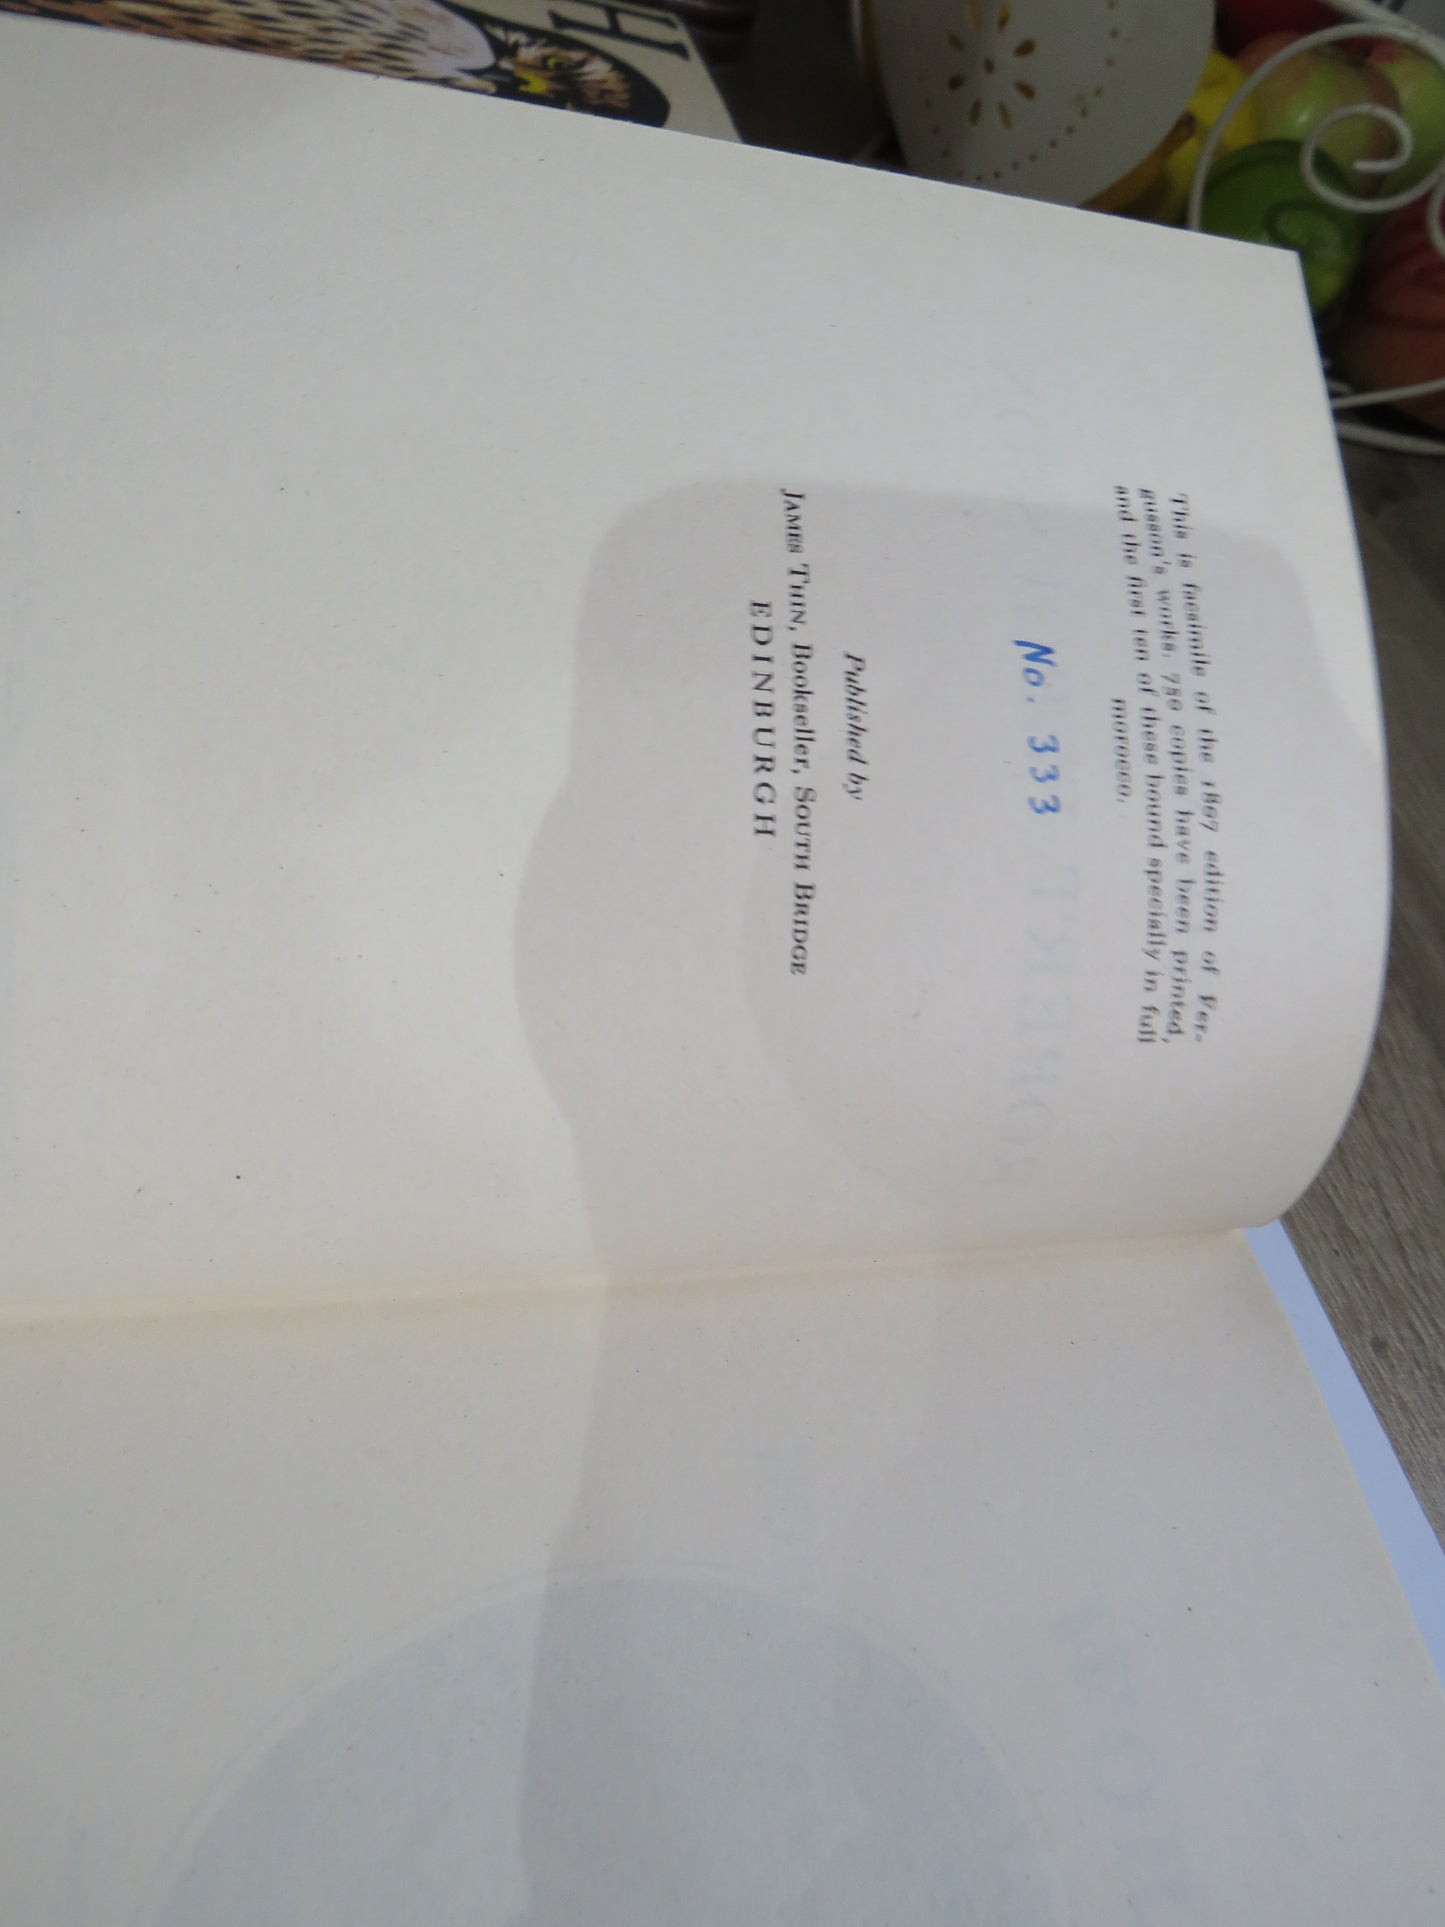 This is facsimile of the 1807 edition of Fer-
gusson's works. 750 copies have been printed,
and the first ten of these bound specially in full
morocco.
No. 333
Published by
JAMES THIN, Bookseller, SOUTH BRIDGE
EDINBURGH
H